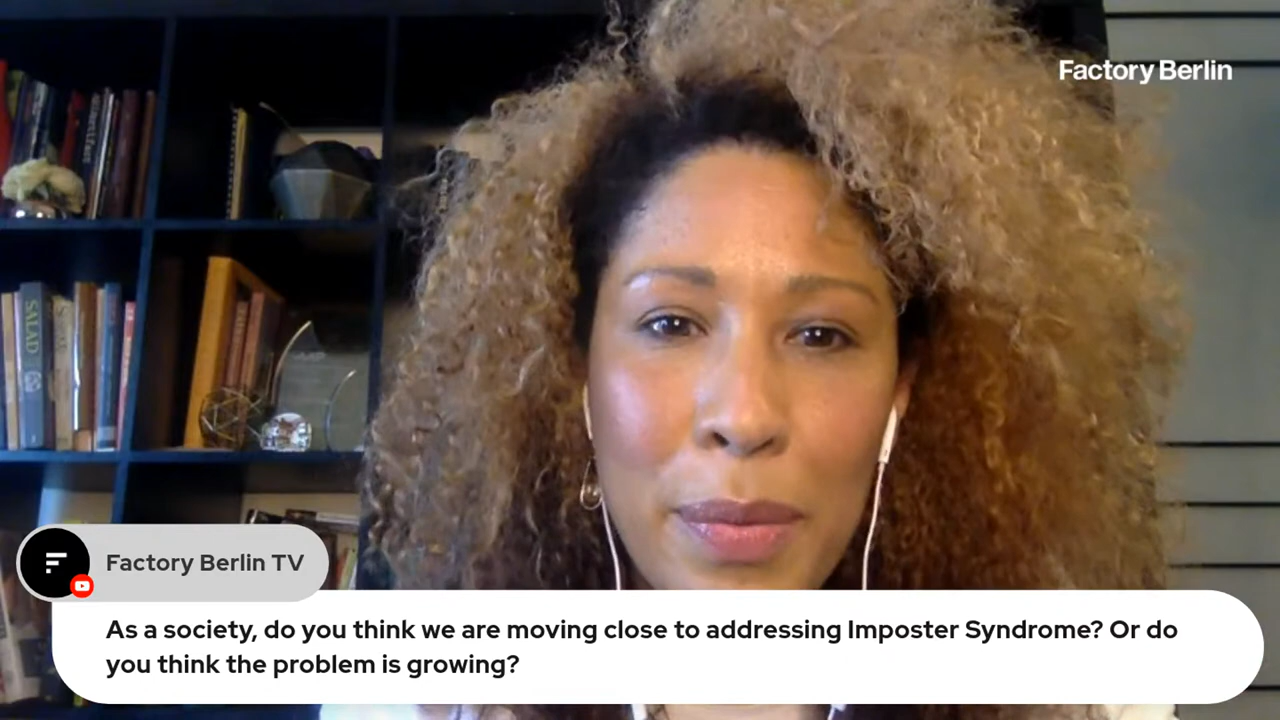 Factory Berlin
SALAD
Factory Berlin TV
As a society, do you think we are moving close to addressing Imposter Syndrome? Or do
you think the problem is growing?